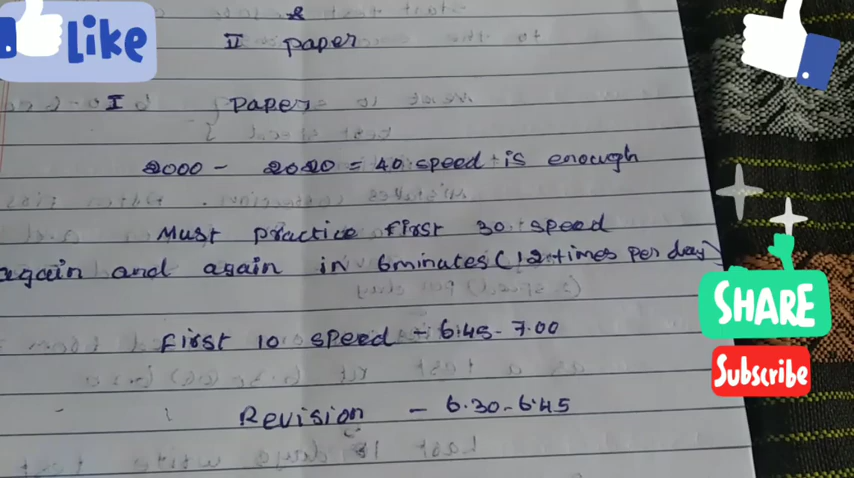 &
II paper
I paper
2000 - 2020 = 40 speed is enough
Must practice first 30 speed
again and again in 6minates (12 times per day)
First 10 speed - 6.45 - 7.00
Revision - 6.30 - 6.45
Like
SHARE
Subscribe